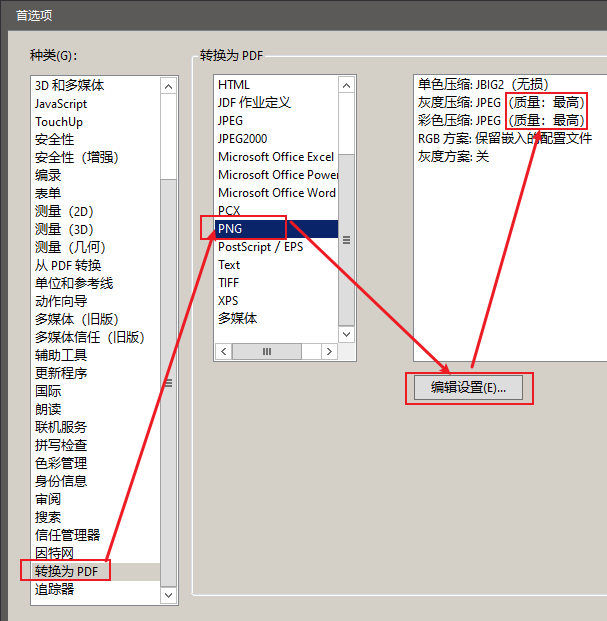 首选项
种类(G):
3D 和多媒体
JavaScript
TouchUp
安全性
安全性（增强）
编录
表单
测量（2D）
测量（3D）
测量（几何）
从 PDF 转换
单位和参考线
动作向导
多媒体（旧版）
多媒体信任（旧版）
辅助工具
更新程序
国际
朗读
联机服务
拼写检查
色彩管理
身份信息
审阅
搜索
信任管理器
因特网
转换为 PDF
追踪器
转换为 PDF
HTML
JDF 作业定义
JPEG
JPEG2000
Microsoft Office Excel
Microsoft Office Power
Microsoft Office Word
PCX
PNG
PostScript / EPS
Text
TIFF
XPS
多媒体
单色压缩: JBIG2（无损）
灰度压缩: JPEG（质量：最高）
彩色压缩: JPEG（质量：最高）
RGB 方案: 保留嵌入的配置文件
灰度方案: 关
编辑设置(E)...